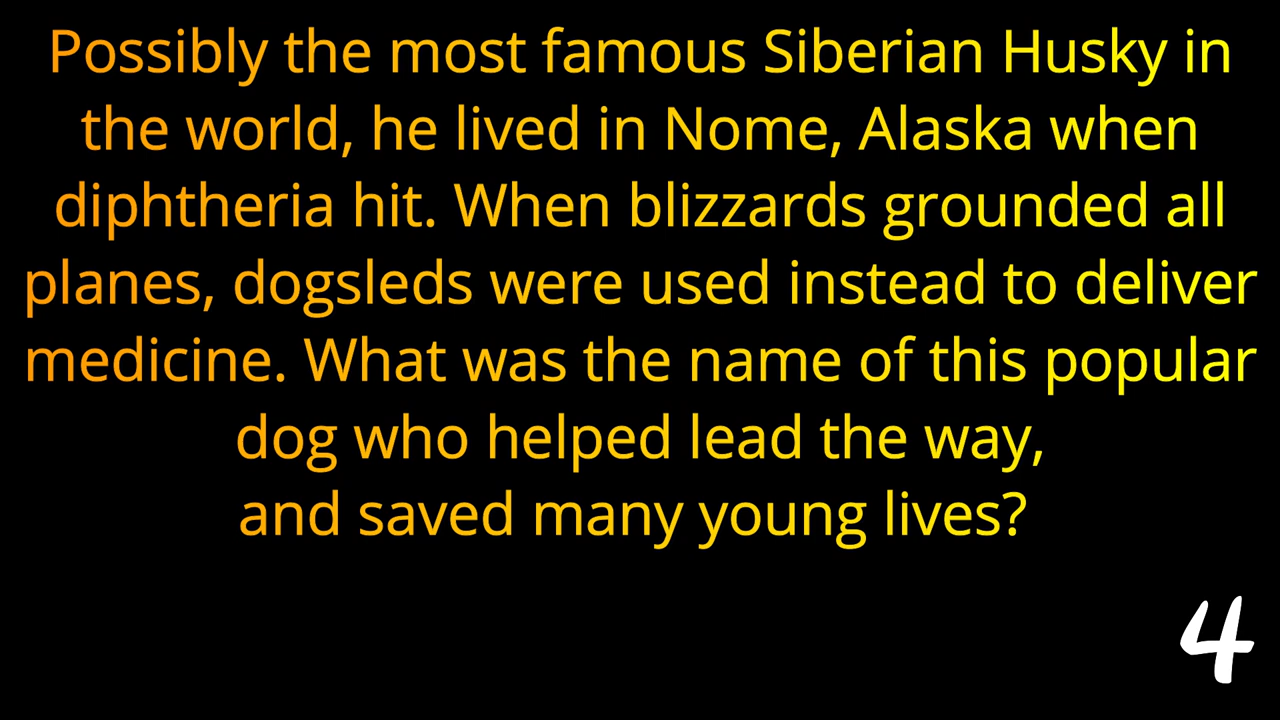 Possibly the most famous Siberian Husky in
the world, he lived in Nome, Alaska when
diphtheria hit. When blizzards grounded all
planes, dogsleds were used instead to deliver
medicine. What was the name of this popular
dog who helped lead the way,
and saved many young lives?
4